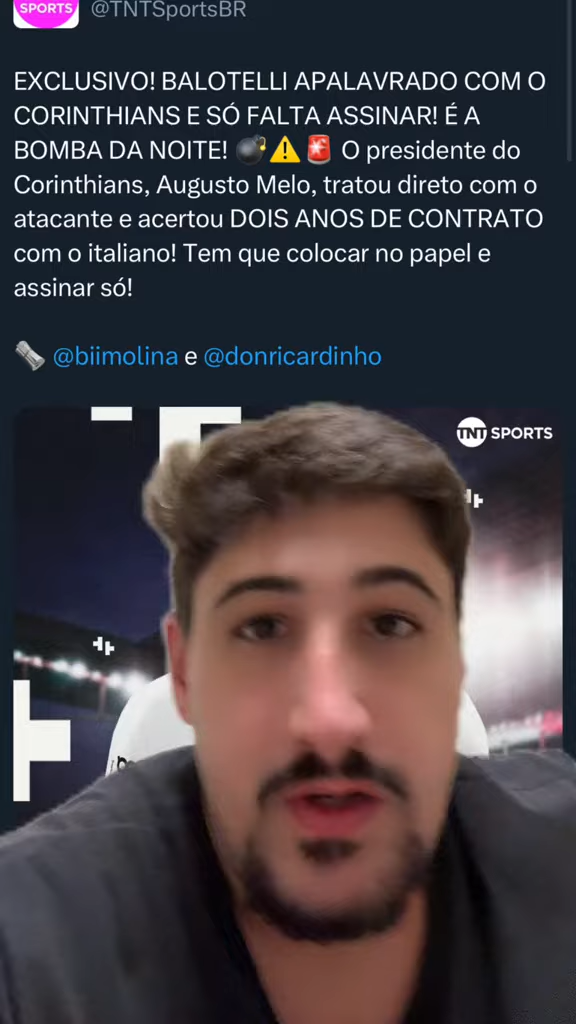 SPORTS
@TNTSportsBR
EXCLUSIVO! BALOTELLI APALAVRADO COM O
CORINTHIANS E SÓ FALTA ASSINAR! É A
BOMBA DA NOITE! 💣⚠️🚨 O presidente do
Corinthians, Augusto Melo, tratou direto com o
atacante e acertou DOIS ANOS DE CONTRATO
com o italiano! Tem que colocar no papel e
assinar só!
🗞️ @biimolina e @donricardinho
TNT SPORTS